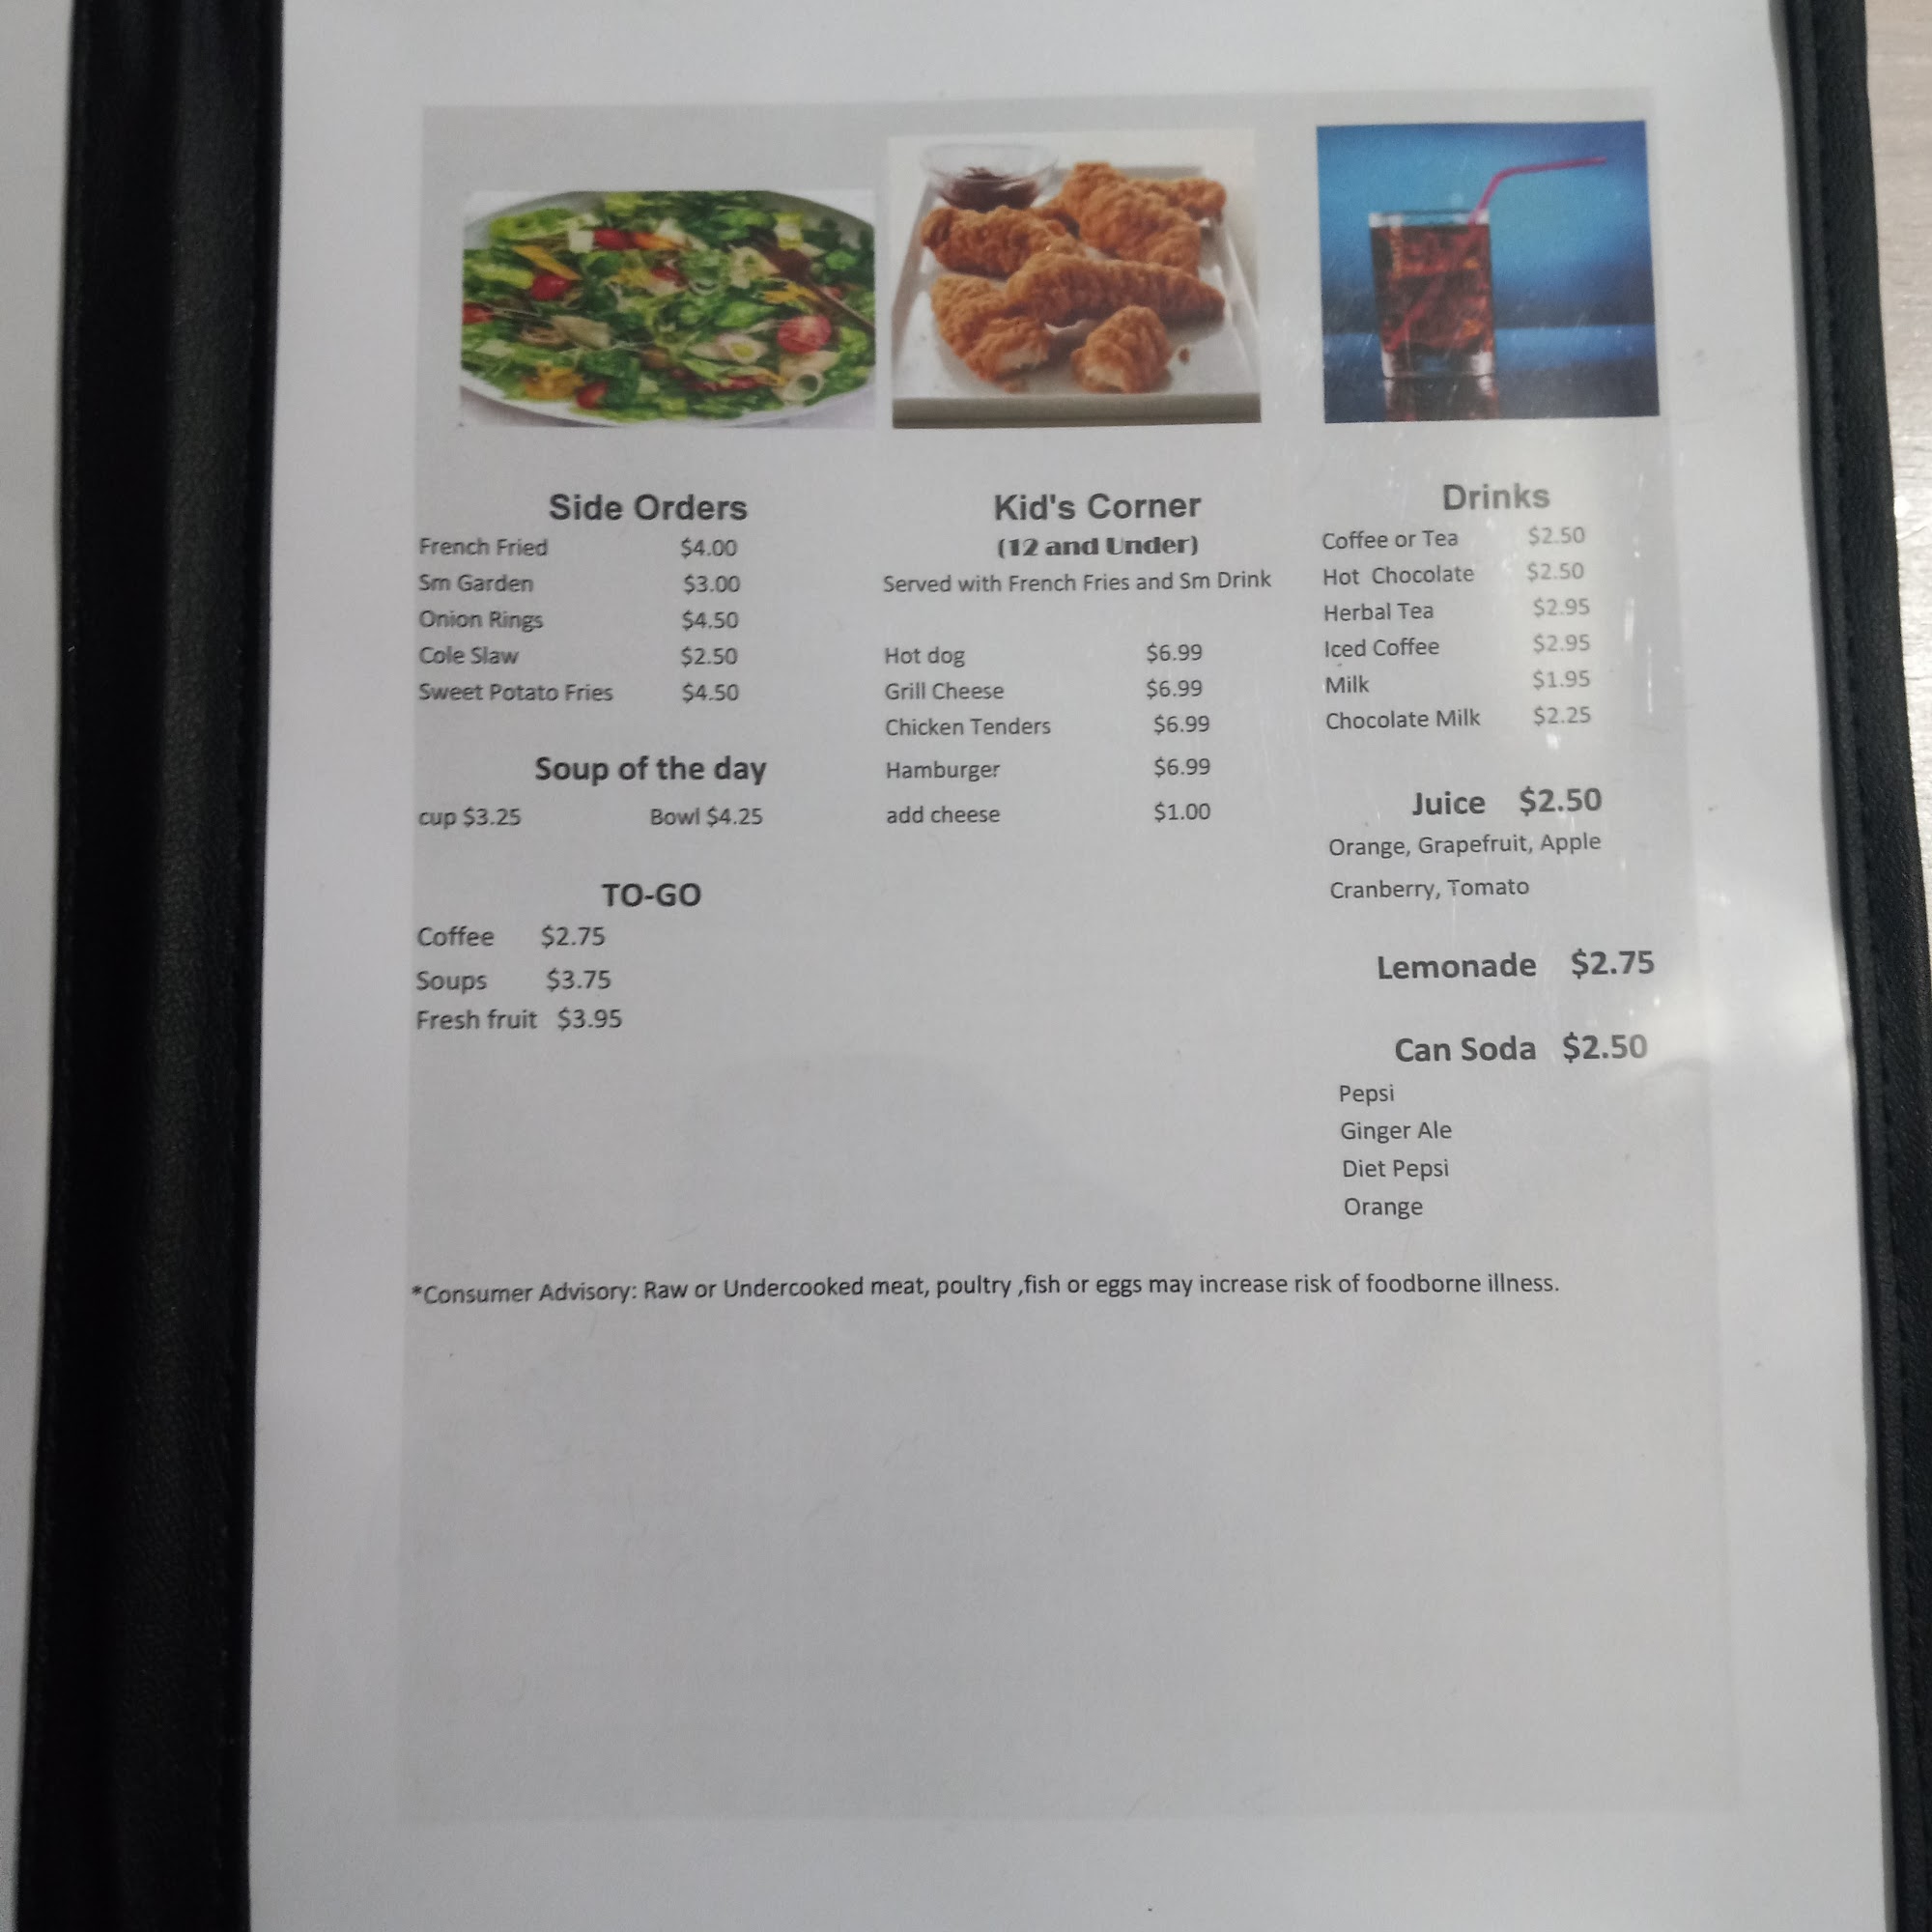 Side Orders
French Fried $4.00
Sm Garden $3.00
Onion Rings $4.50
Cole Slaw $2.50
Sweet Potato Fries $4.50
Soup of the day
cup $3.25 Bowl $4.25
TO-GO
Coffee $2.75
Soups $3.75
Fresh fruit $3.95
Kid's Corner
(12 and Under)
Served with French Fries and Sm Drink
Hot dog $6.99
Grill Cheese $6.99
Chicken Tenders $6.99
Hamburger $6.99
add cheese $1.00
Drinks
Coffee or Tea $2.50
Hot Chocolate $2.50
Herbal Tea $2.95
Iced Coffee $2.95
Milk $1.95
Chocolate Milk $2.25
Juice $2.50
Orange, Grapefruit, Apple
Cranberry, Tomato
Lemonade $2.75
Can Soda $2.50
Pepsi
Ginger Ale
Diet Pepsi
Orange
*Consumer Advisory: Raw or Undercooked meat, poultry ,fish or eggs may increase risk of foodborne illness.